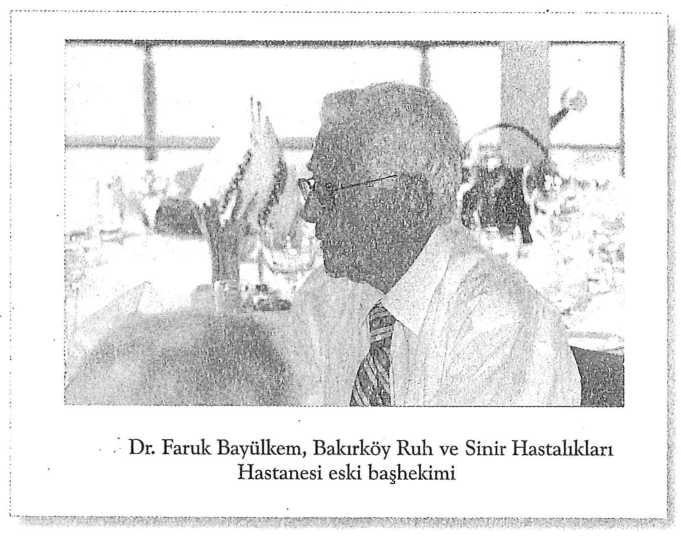 Dr. Faruk Bayülkem, Bakırköy Ruh ve Sinir Hastalıkları
Hastanesi eski başhekimi